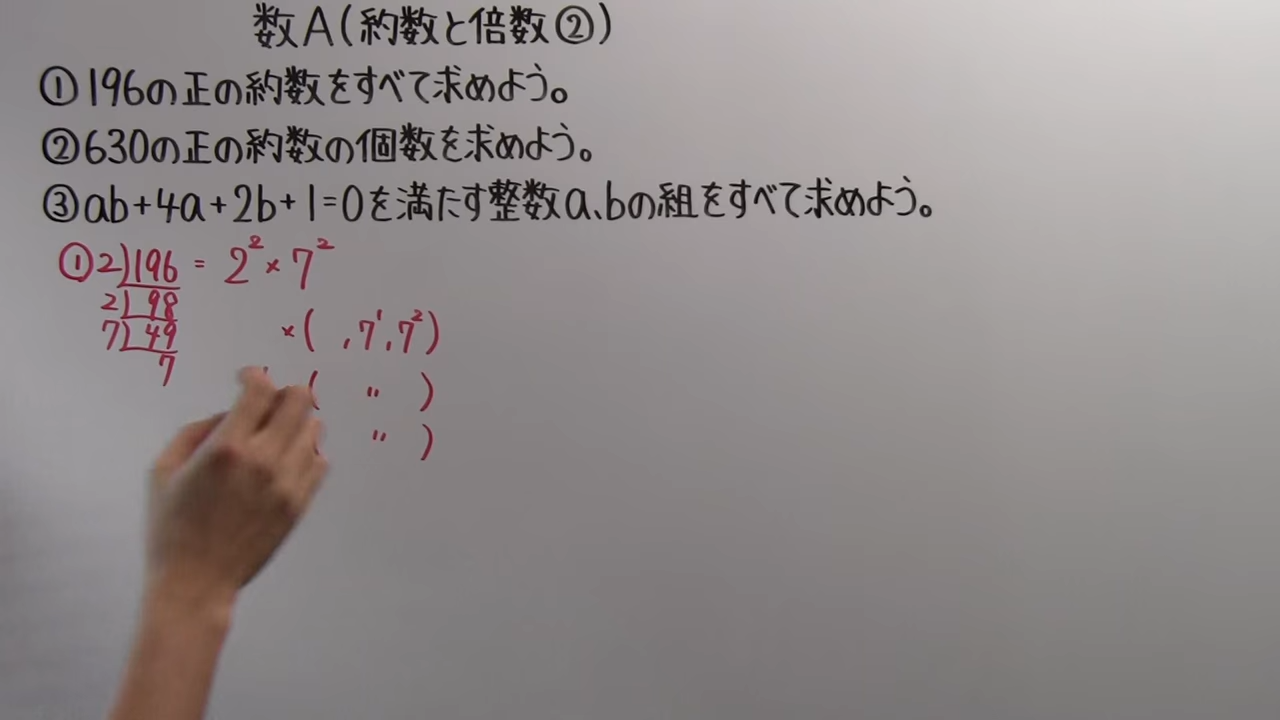 数A(約数と倍数②)
①196の正の約数をすべて求めよう。
②630の正の約数の個数を求めよう。
③ab+4a+2b+1=0を満たす整数a、bの組をすべて求めよう。
①2)196 = 2² × 7²
2) 98
7) 49
7
×( , 7¹, 7²)
( 〃 )
( 〃 )